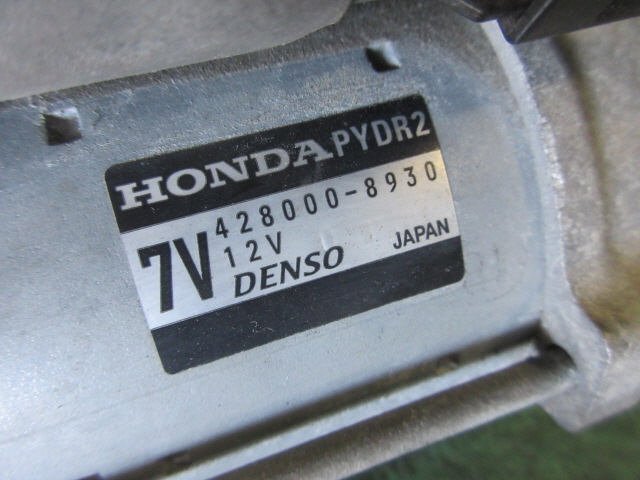 HONDA PYDR2
7V 428000-8930
12V JAPAN
DENSO